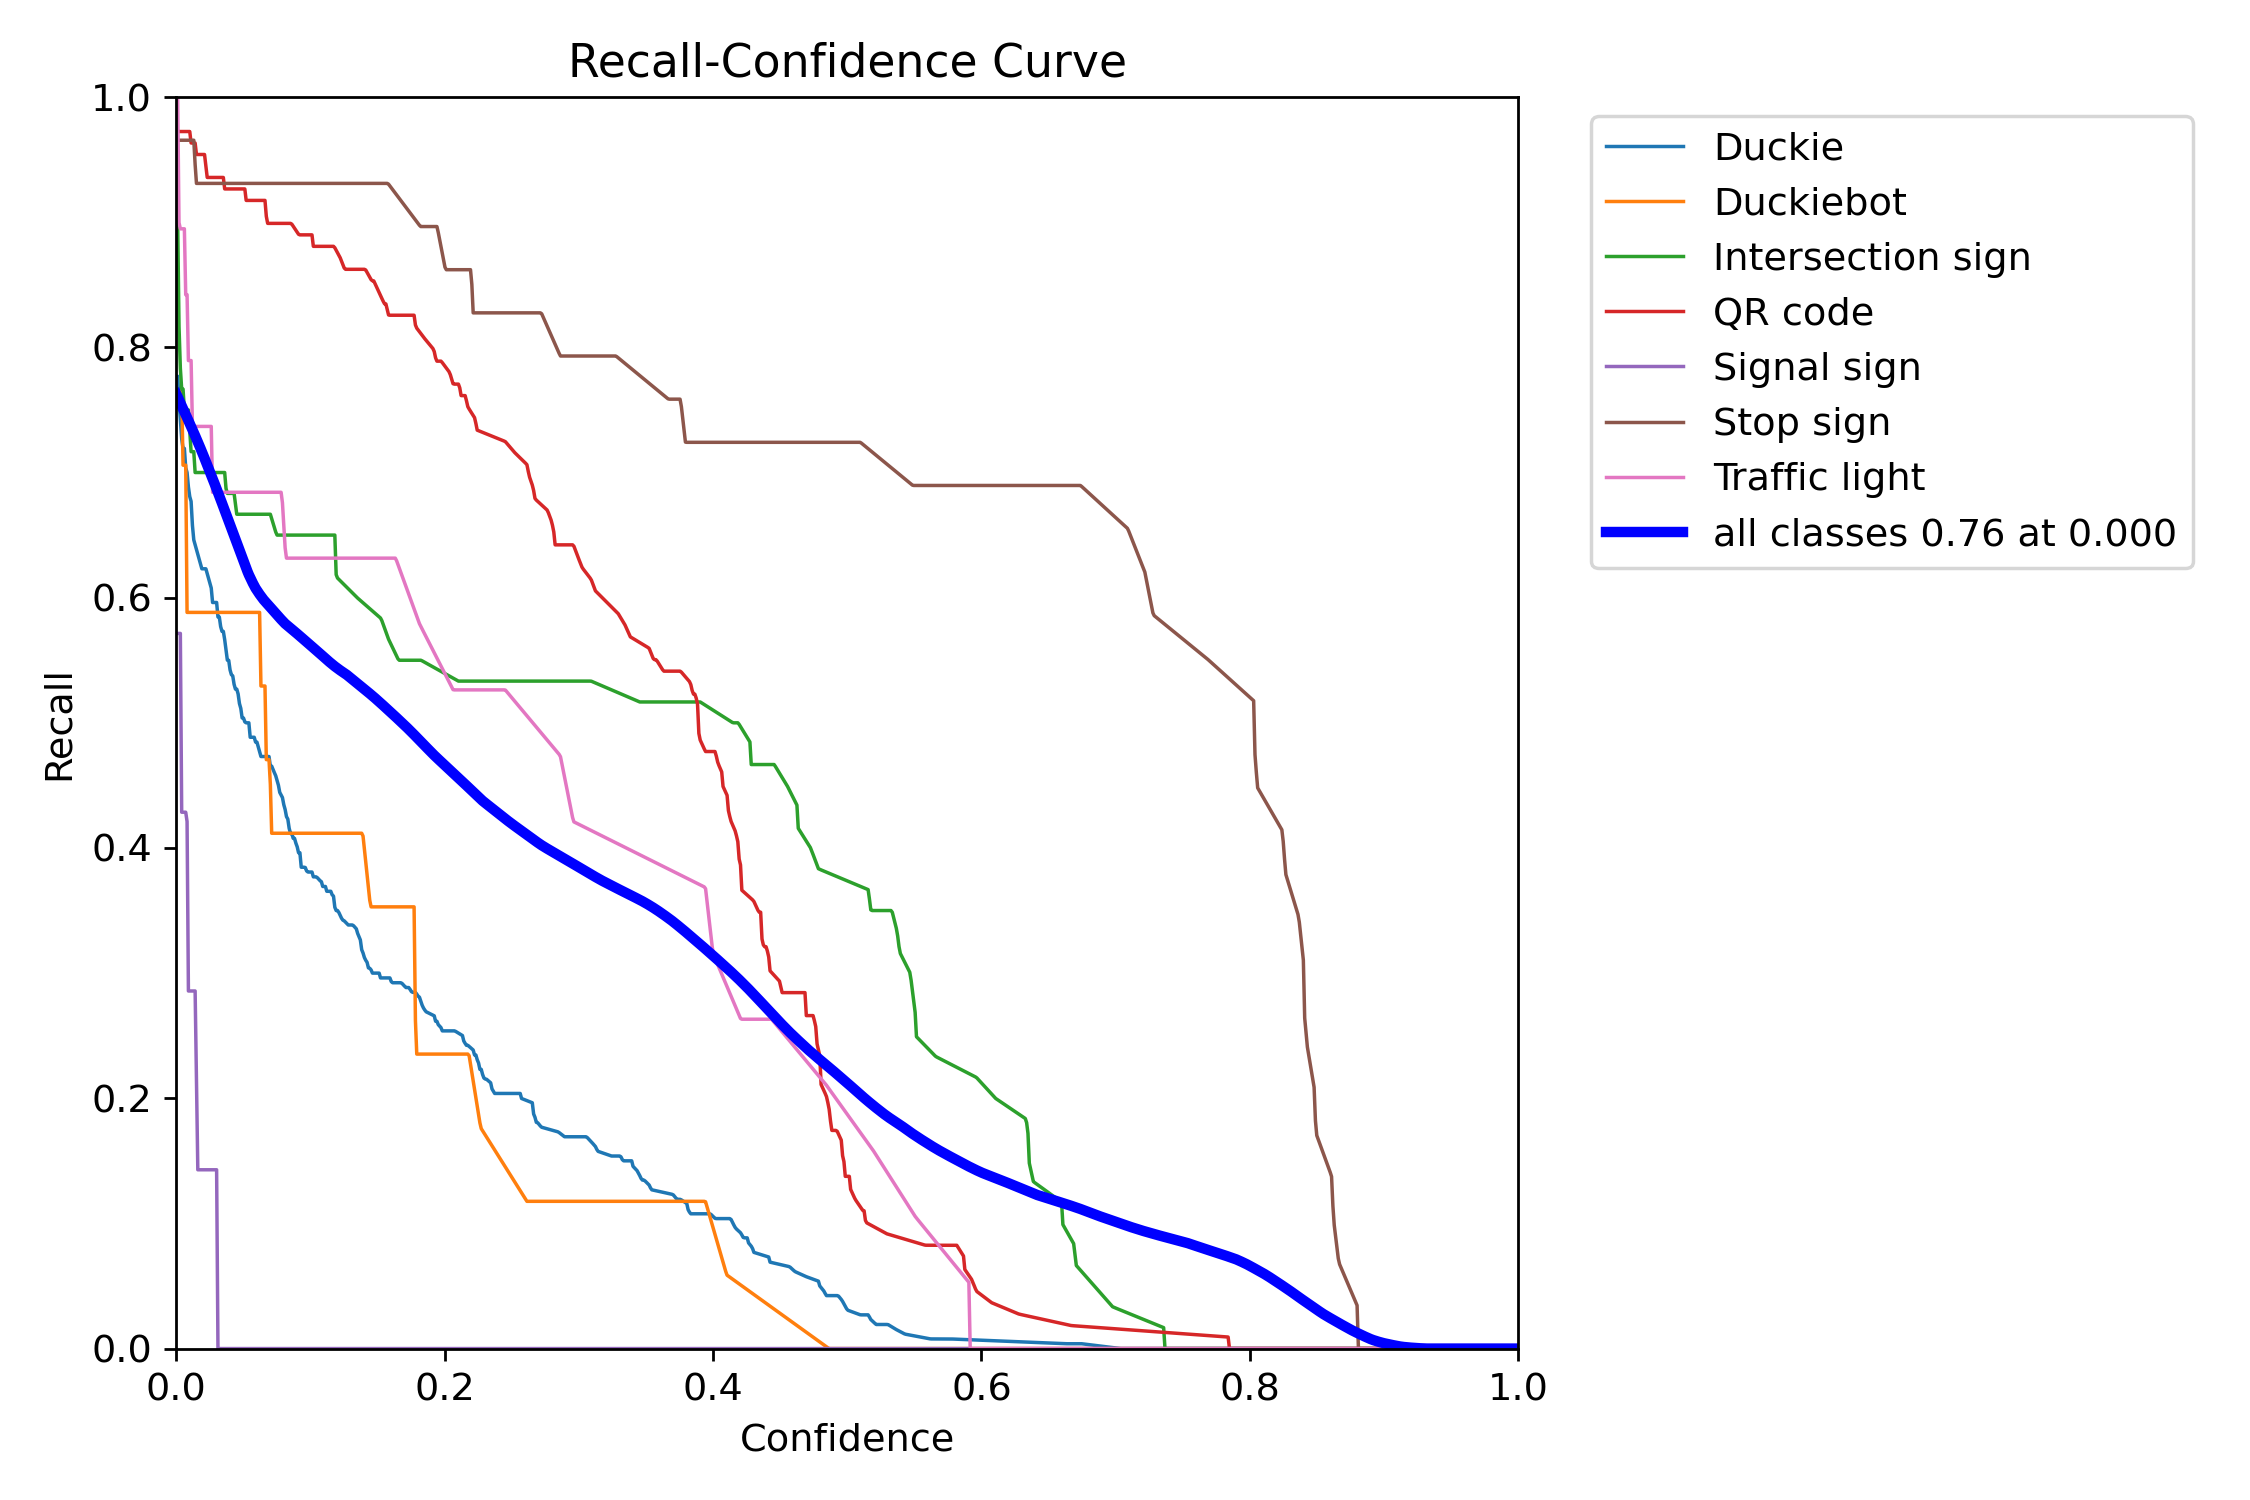 Recall-Confidence Curve
1.0
0.8
0.6
0.4
0.2
0.0
Recall
0.0 0.2 0.4 0.6 0.8 1.0
Confidence
Duckie
Duckiebot
Intersection sign
QR code
Signal sign
Stop sign
Traffic light
all classes 0.76 at 0.000